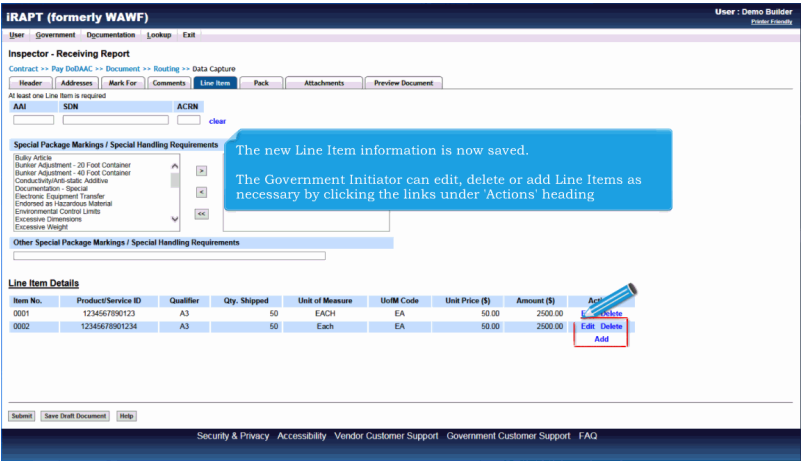 iRAPT (formerly WAWF)
User : Demo Builder
Printer Friendly
User Government Documentation Lookup Exit
Inspector - Receiving Report
Contract >> Pay DoDAAC >> Document >> Routing >> Data Capture
Header Addresses Mark For Comments Line Item Pack Attachments Preview Document
At least one Line Item is required
AAI SDN ACRN
clear
Special Package Markings / Special Handling Requirements
Bulky Article
Bunker Adjustment - 20 Foot Container
Bunker Adjustment - 40 Foot Container
Conductivity/Anti-static Additive
Documentation - Special
Electronic Equipment Transfer
Endorsed as Hazardous Material
Environmental Control Limits
Excessive Dimensions
Excessive Weight
>
<
<<
The new Line Item information is now saved.
The Government Initiator can edit, delete or add Line Items as
necessary by clicking the links under 'Actions' heading
Other Special Package Markings / Special Handling Requirements
Line Item Details
Item No. Product/Service ID Qualifier Qty. Shipped Unit of Measure UofM Code Unit Price ($) Amount ($)
0001 1234567890123 A3 50 EACH EA 50.00 2500.00 Delete
0002 12345678901234 A3 50 Each EA 50.00 2500.00 Edit Delete
Add
Submit Save Draft Document Help
Security & Privacy Accessibility Vendor Customer Support Government Customer Support FAQ